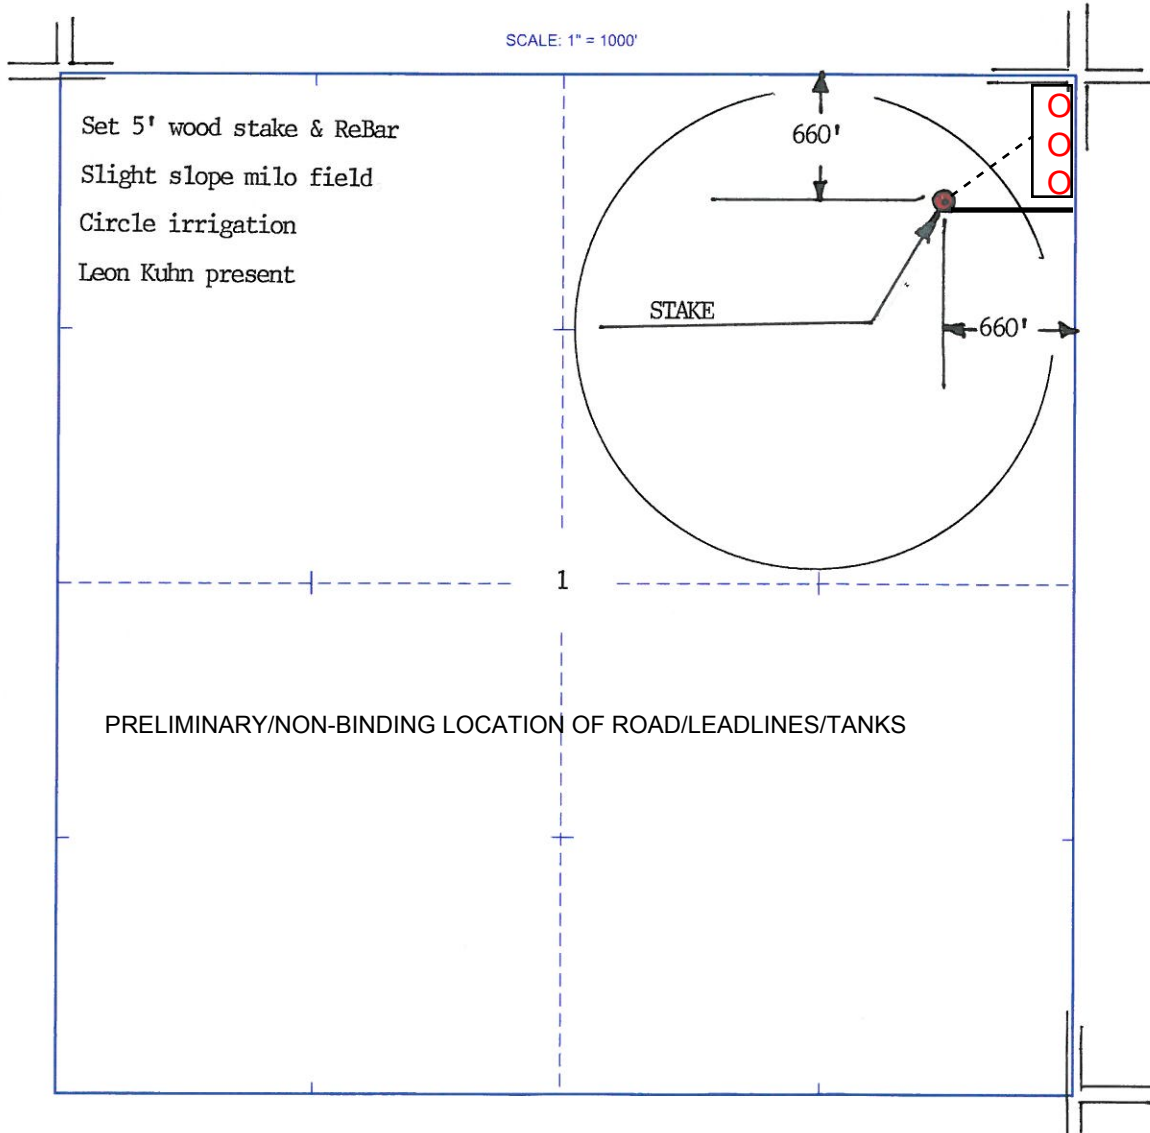 SCALE: 1" = 1000'
Set 5' wood stake & ReBar
Slight slope milo field
Circle irrigation
Leon Kuhn present
660'
STAKE
660'
1
PRELIMINARY/NON-BINDING LOCATION OF ROAD/LEADLINES/TANKS